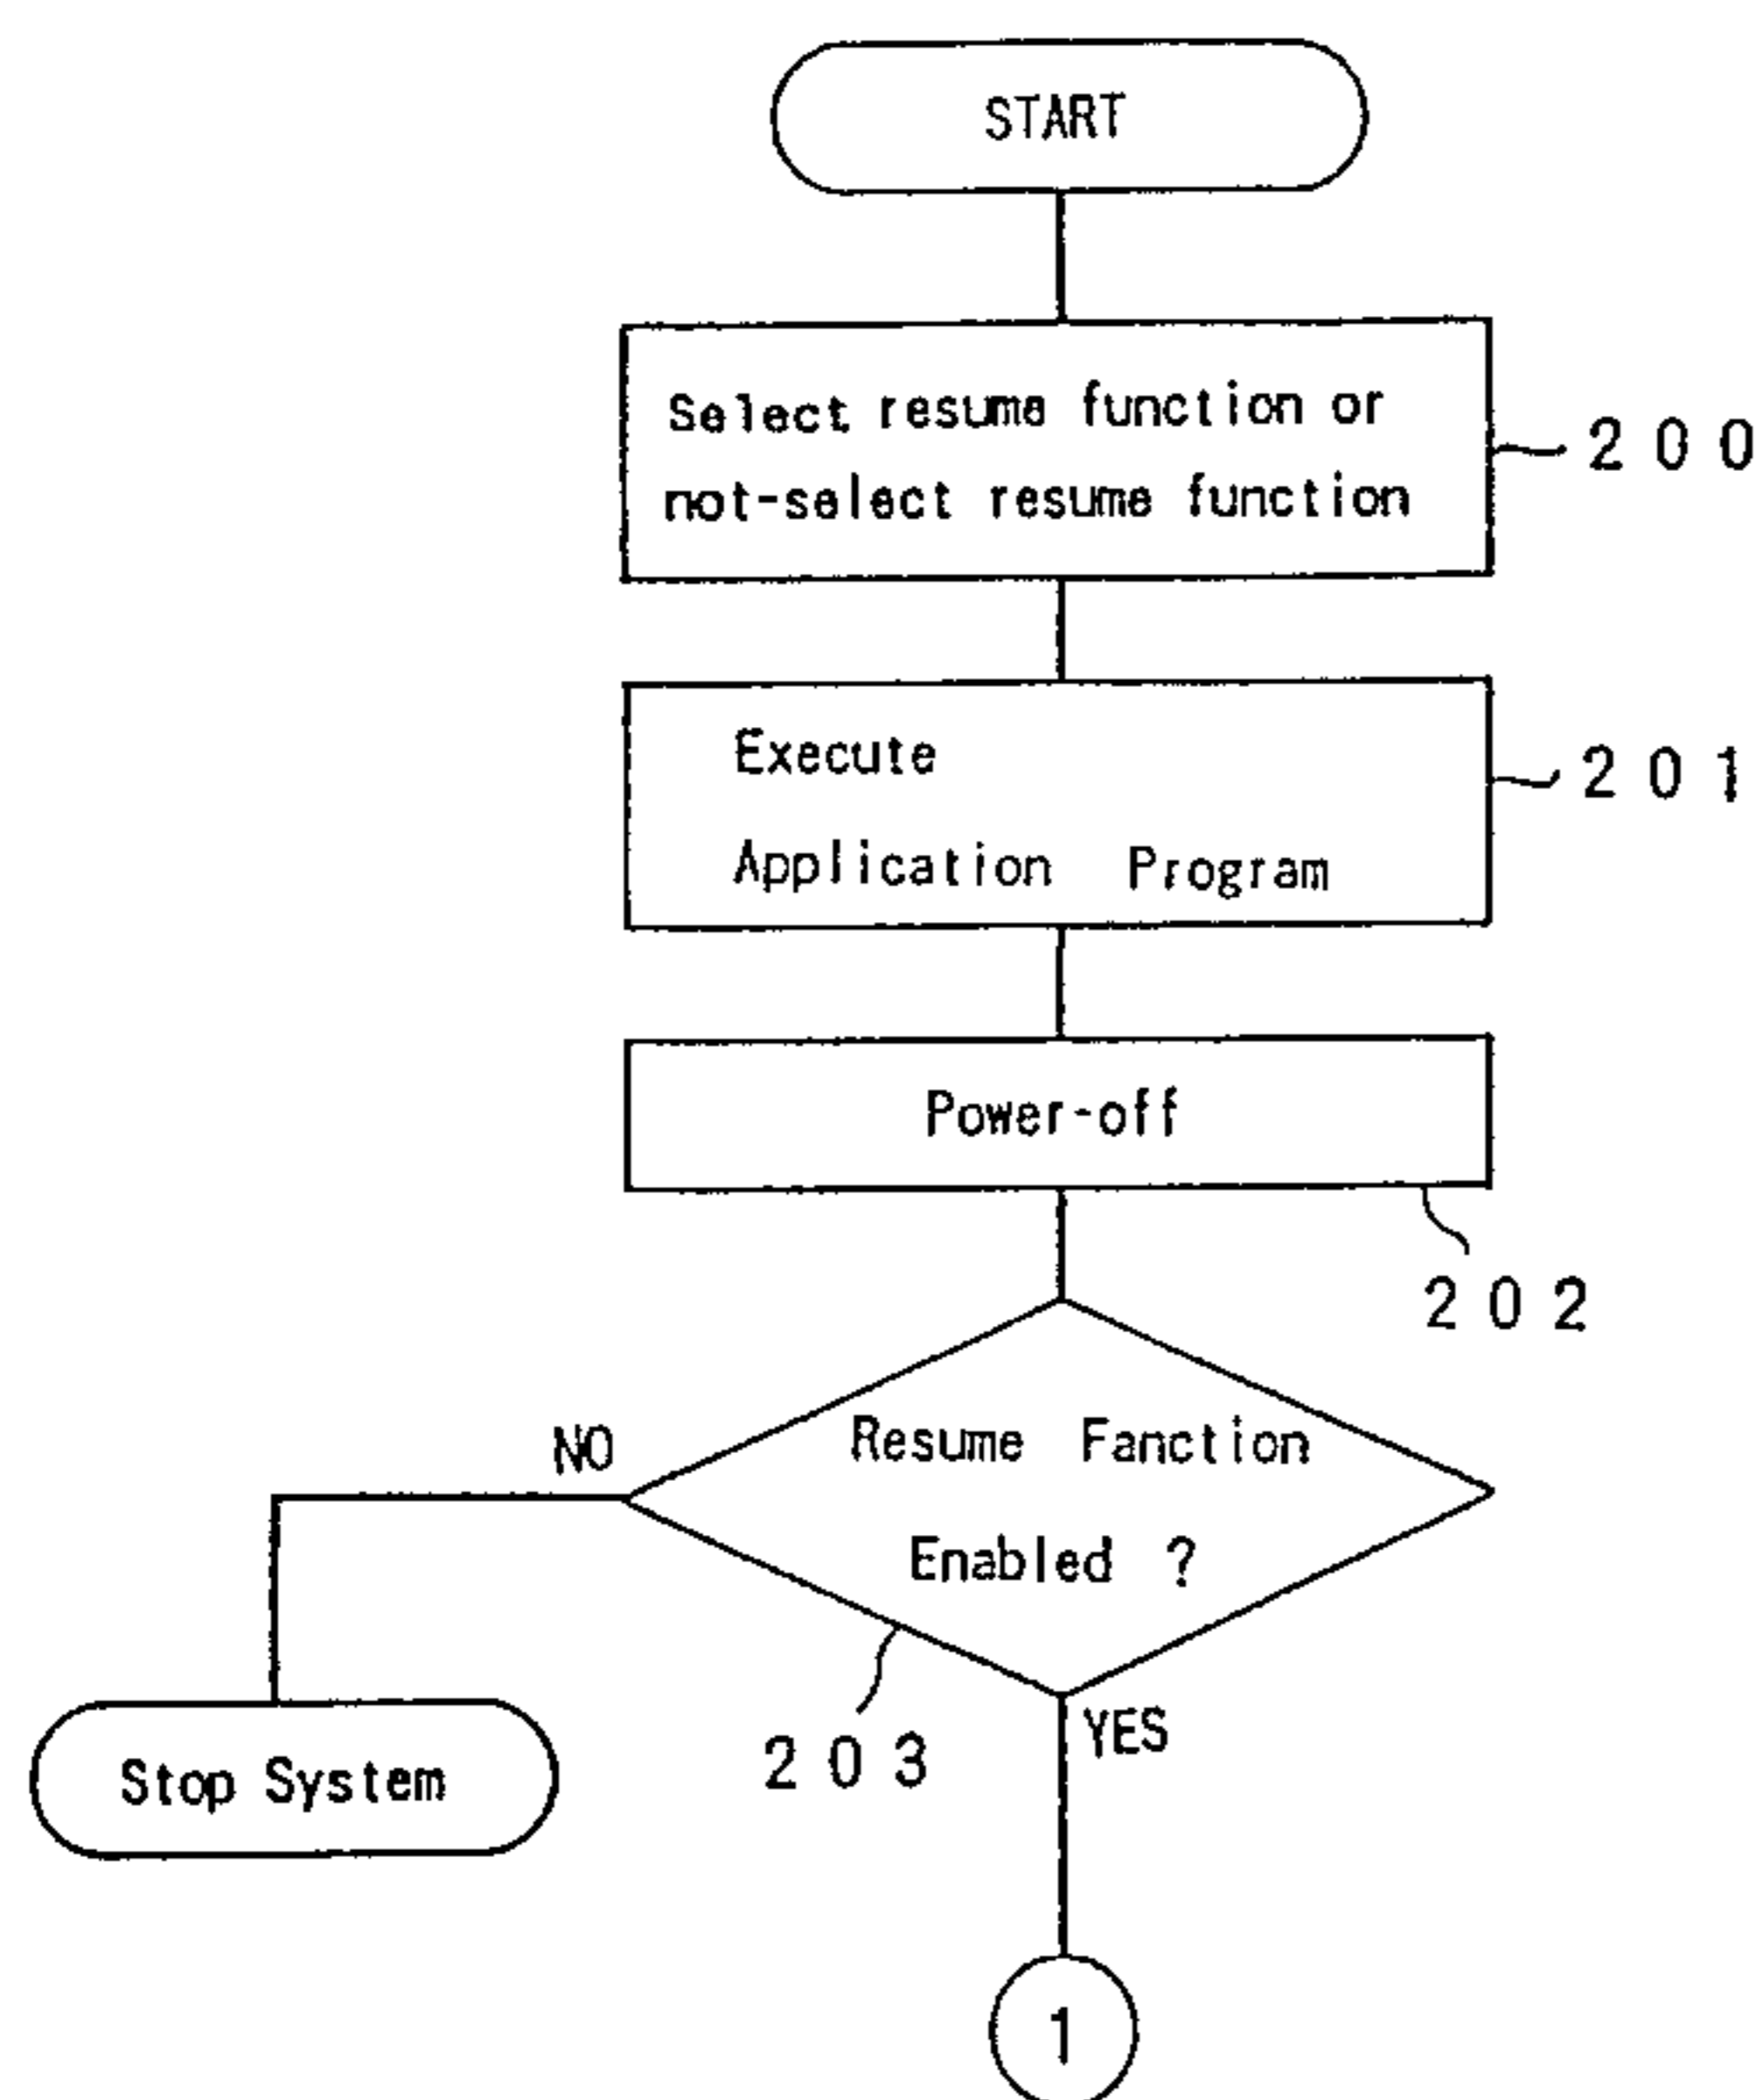 START
Select resume function or
not-select resume function
200
Execute
Application Program
201
Power-off
202
Resume Fanction
Enabled ?
NO
203
YES
Stop System
1